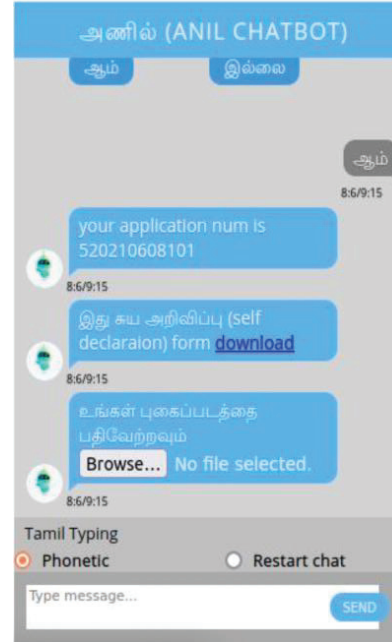 அணில் (ANIL CHATBOT)
ஆம் இல்லை
ஆம்
8:6/9:15
your application num is
520210608101
8:6/9:15
இது சுய அறிவிப்பு (self
declaraion) form download
8:6/9:15
உங்கள் புகைப்படத்தை
பதிவேற்றவும்
Browse... No file selected.
8:6/9:15
Tamil Typing
Phonetic Restart chat
Type message...
SEND